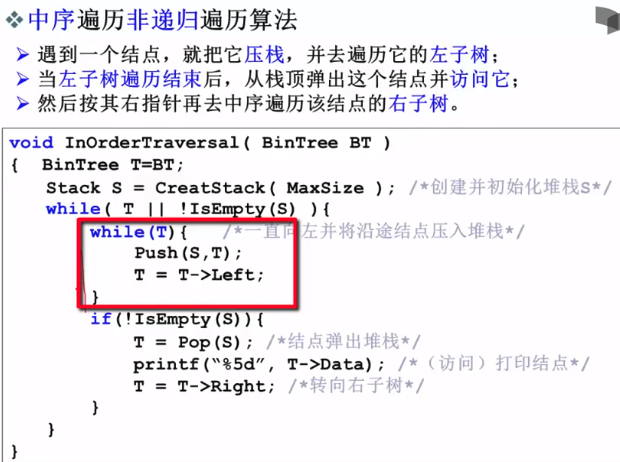 ❖中序遍历非递归遍历算法
➢ 遇到一个结点，就把它压栈，并去遍历它的左子树；
➢ 当左子树遍历结束后，从栈顶弹出这个结点并访问它；
➢ 然后按其右指针再去中序遍历该结点的右子树。
void InOrderTraversal( BinTree BT )
{ BinTree T=BT;
Stack S = CreatStack( MaxSize ); /*创建并初始化堆栈S*/
while( T || !IsEmpty(S) ){
while(T){ /*一直向左并将沿途结点压入堆栈*/
Push(S,T);
T = T->Left;
}
if(!IsEmpty(S)){
T = Pop(S); /*结点弹出堆栈*/
printf(“%5d”, T->Data); /*（访问）打印结点*/
T = T->Right; /*转向右子树*/
}
}
}